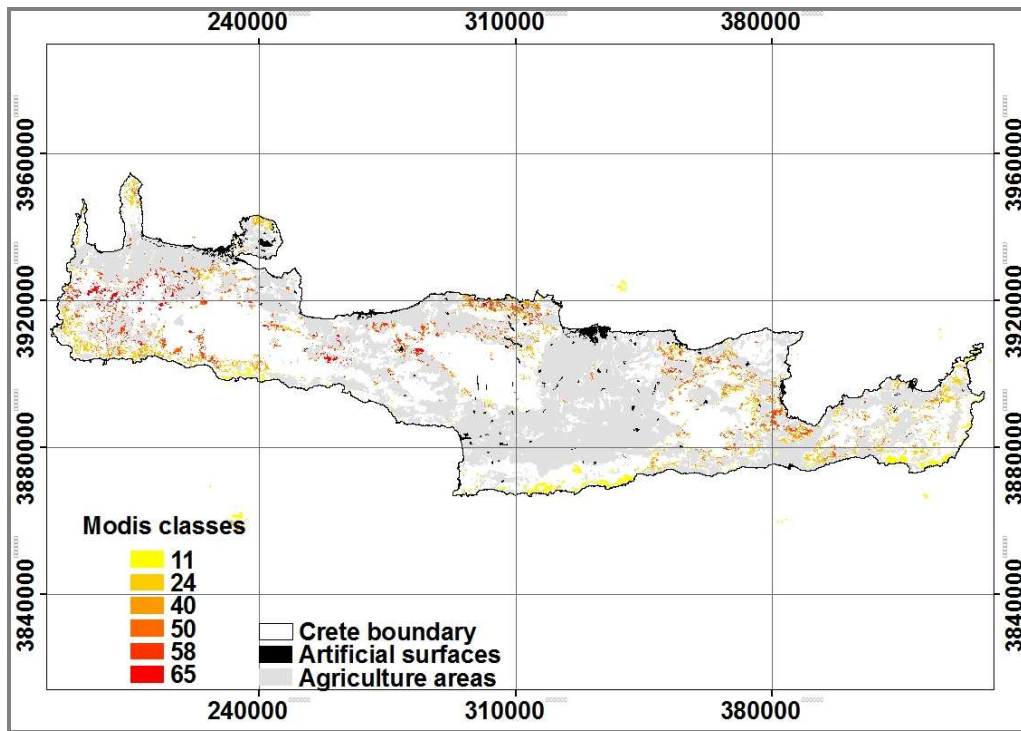 240000 310000 380000
3960000 3960000
3920000 3920000
3880000 3880000
3840000 3840000
Modis classes
11
24
40
50
58
65
Crete boundary
Artificial surfaces
Agriculture areas
240000 310000 380000